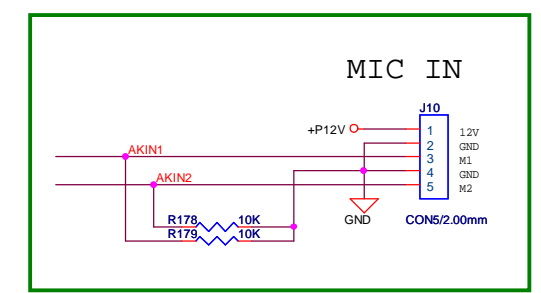 MIC IN
J10
+P12V 1 12V
2 GND
AKIN1 3 M1
4 GND
AKIN2 5 M2
GND CON5/2.00mm
R178 10K
R179 10K